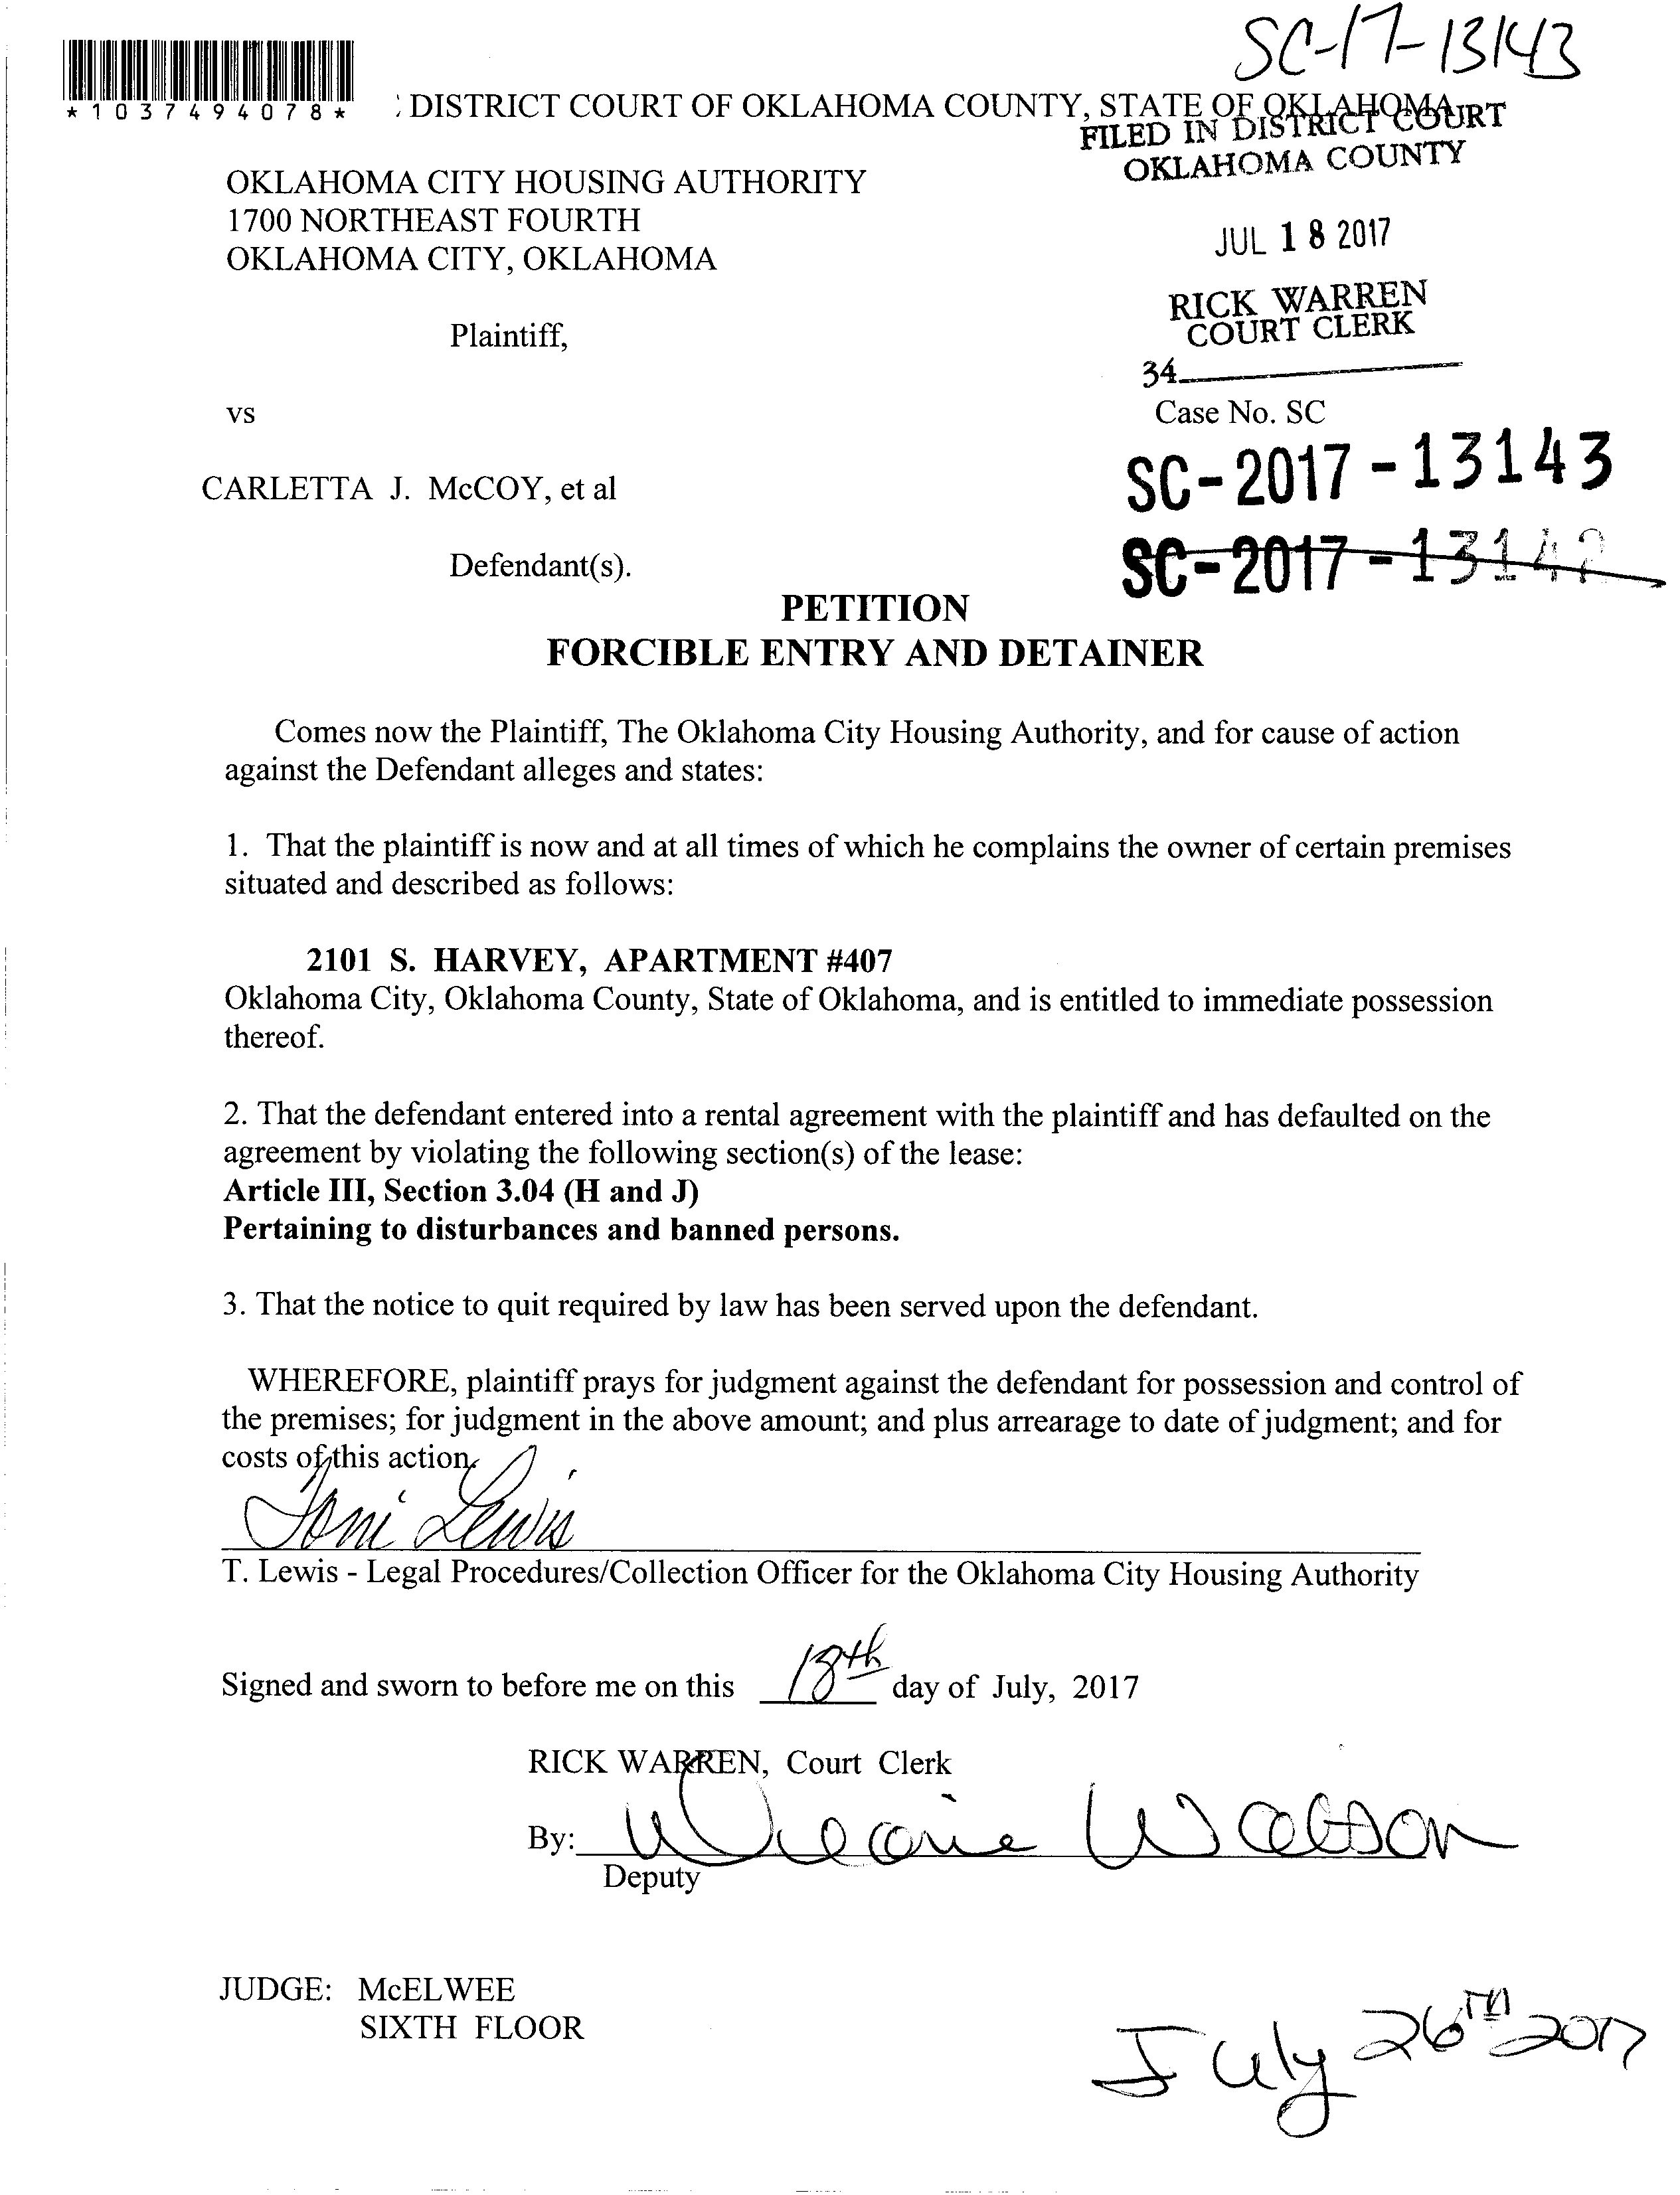 SC-17-13143
*1037494078*
: DISTRICT COURT OF OKLAHOMA COUNTY, STATE OF OKLAHOMA
FILED IN DISTRICT COURT
OKLAHOMA COUNTY
OKLAHOMA CITY HOUSING AUTHORITY
1700 NORTHEAST FOURTH
OKLAHOMA CITY, OKLAHOMA
JUL 18 2017
RICK WARREN
COURT CLERK
Plaintiff,
34
vs
Case No. SC
SC-2017-13143
CARLETTA J. McCOY, et al
SC-2017-13142
Defendant(s).
PETITION
FORCIBLE ENTRY AND DETAINER
Comes now the Plaintiff, The Oklahoma City Housing Authority, and for cause of action
against the Defendant alleges and states:
1. That the plaintiff is now and at all times of which he complains the owner of certain premises
situated and described as follows:
2101 S. HARVEY, APARTMENT #407
Oklahoma City, Oklahoma County, State of Oklahoma, and is entitled to immediate possession
thereof.
2. That the defendant entered into a rental agreement with the plaintiff and has defaulted on the
agreement by violating the following section(s) of the lease:
Article III, Section 3.04 (H and J)
Pertaining to disturbances and banned persons.
3. That the notice to quit required by law has been served upon the defendant.
WHEREFORE, plaintiff prays for judgment against the defendant for possession and control of
the premises; for judgment in the above amount; and plus arrearage to date of judgment; and for
costs of this action.
Toni Lewis
T. Lewis - Legal Procedures/Collection Officer for the Oklahoma City Housing Authority
Signed and sworn to before me on this 18th day of July, 2017
RICK WARREN, Court Clerk
By: Watson
Deputy
JUDGE: McELWEE
SIXTH FLOOR
July 26TH 2017